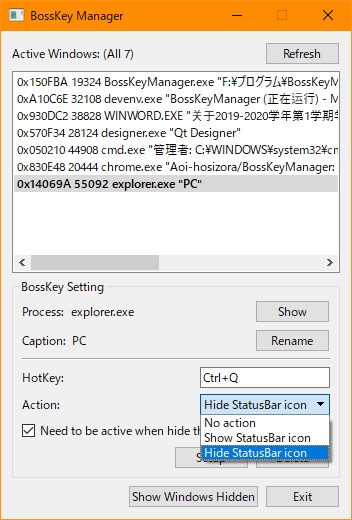 BossKey Manager
Active Windows: (All 7)
Refresh
0x150FBA 19324 BossKeyManager.exe "F:¥プログラム¥BossKeyM
0xA10C6E 32108 devenv.exe "BossKeyManager (正在运行) - M
0x930DC2 38828 WINWORD.EXE "关于2019-2020学年第1学期
0x570F34 28124 designer.exe "Qt Designer"
0x050210 44908 cmd.exe "管理者: C:¥WINDOWS¥system32¥cm
0x830E48 20444 chrome.exe "Aoi-hosizora/BossKeyManager:
0x14069A 55092 explorer.exe "PC"
BossKey Setting
Process: explorer.exe
Show
Caption: PC
Rename
HotKey:
Ctrl+Q
Action:
Hide StatusBar icon
No action
Show StatusBar icon
Hide StatusBar icon
Need to be active when hide th
Show Windows Hidden
Exit